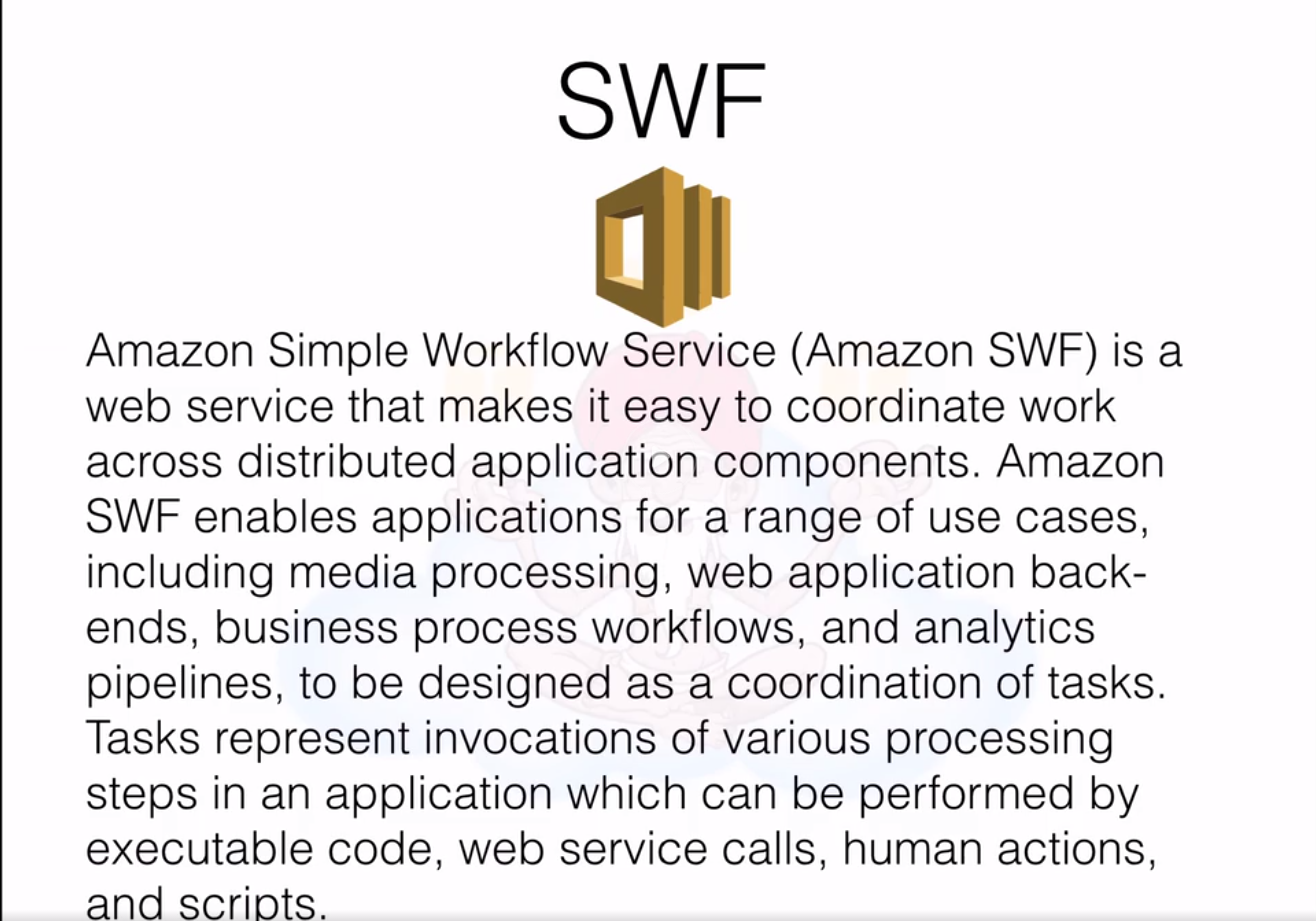 SWF
Amazon Simple Workflow Service (Amazon SWF) is a
web service that makes it easy to coordinate work
across distributed application components. Amazon
SWF enables applications for a range of use cases,
including media processing, web application back-
ends, business process workflows, and analytics
pipelines, to be designed as a coordination of tasks.
Tasks represent invocations of various processing
steps in an application which can be performed by
executable code, web service calls, human actions,
and scripts.